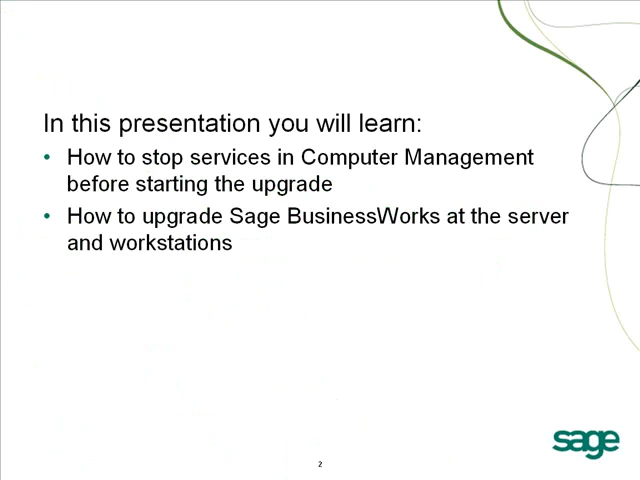 In this presentation you will learn:
• How to stop services in Computer Management
before starting the upgrade
• How to upgrade Sage BusinessWorks at the server
and workstations
sage
2